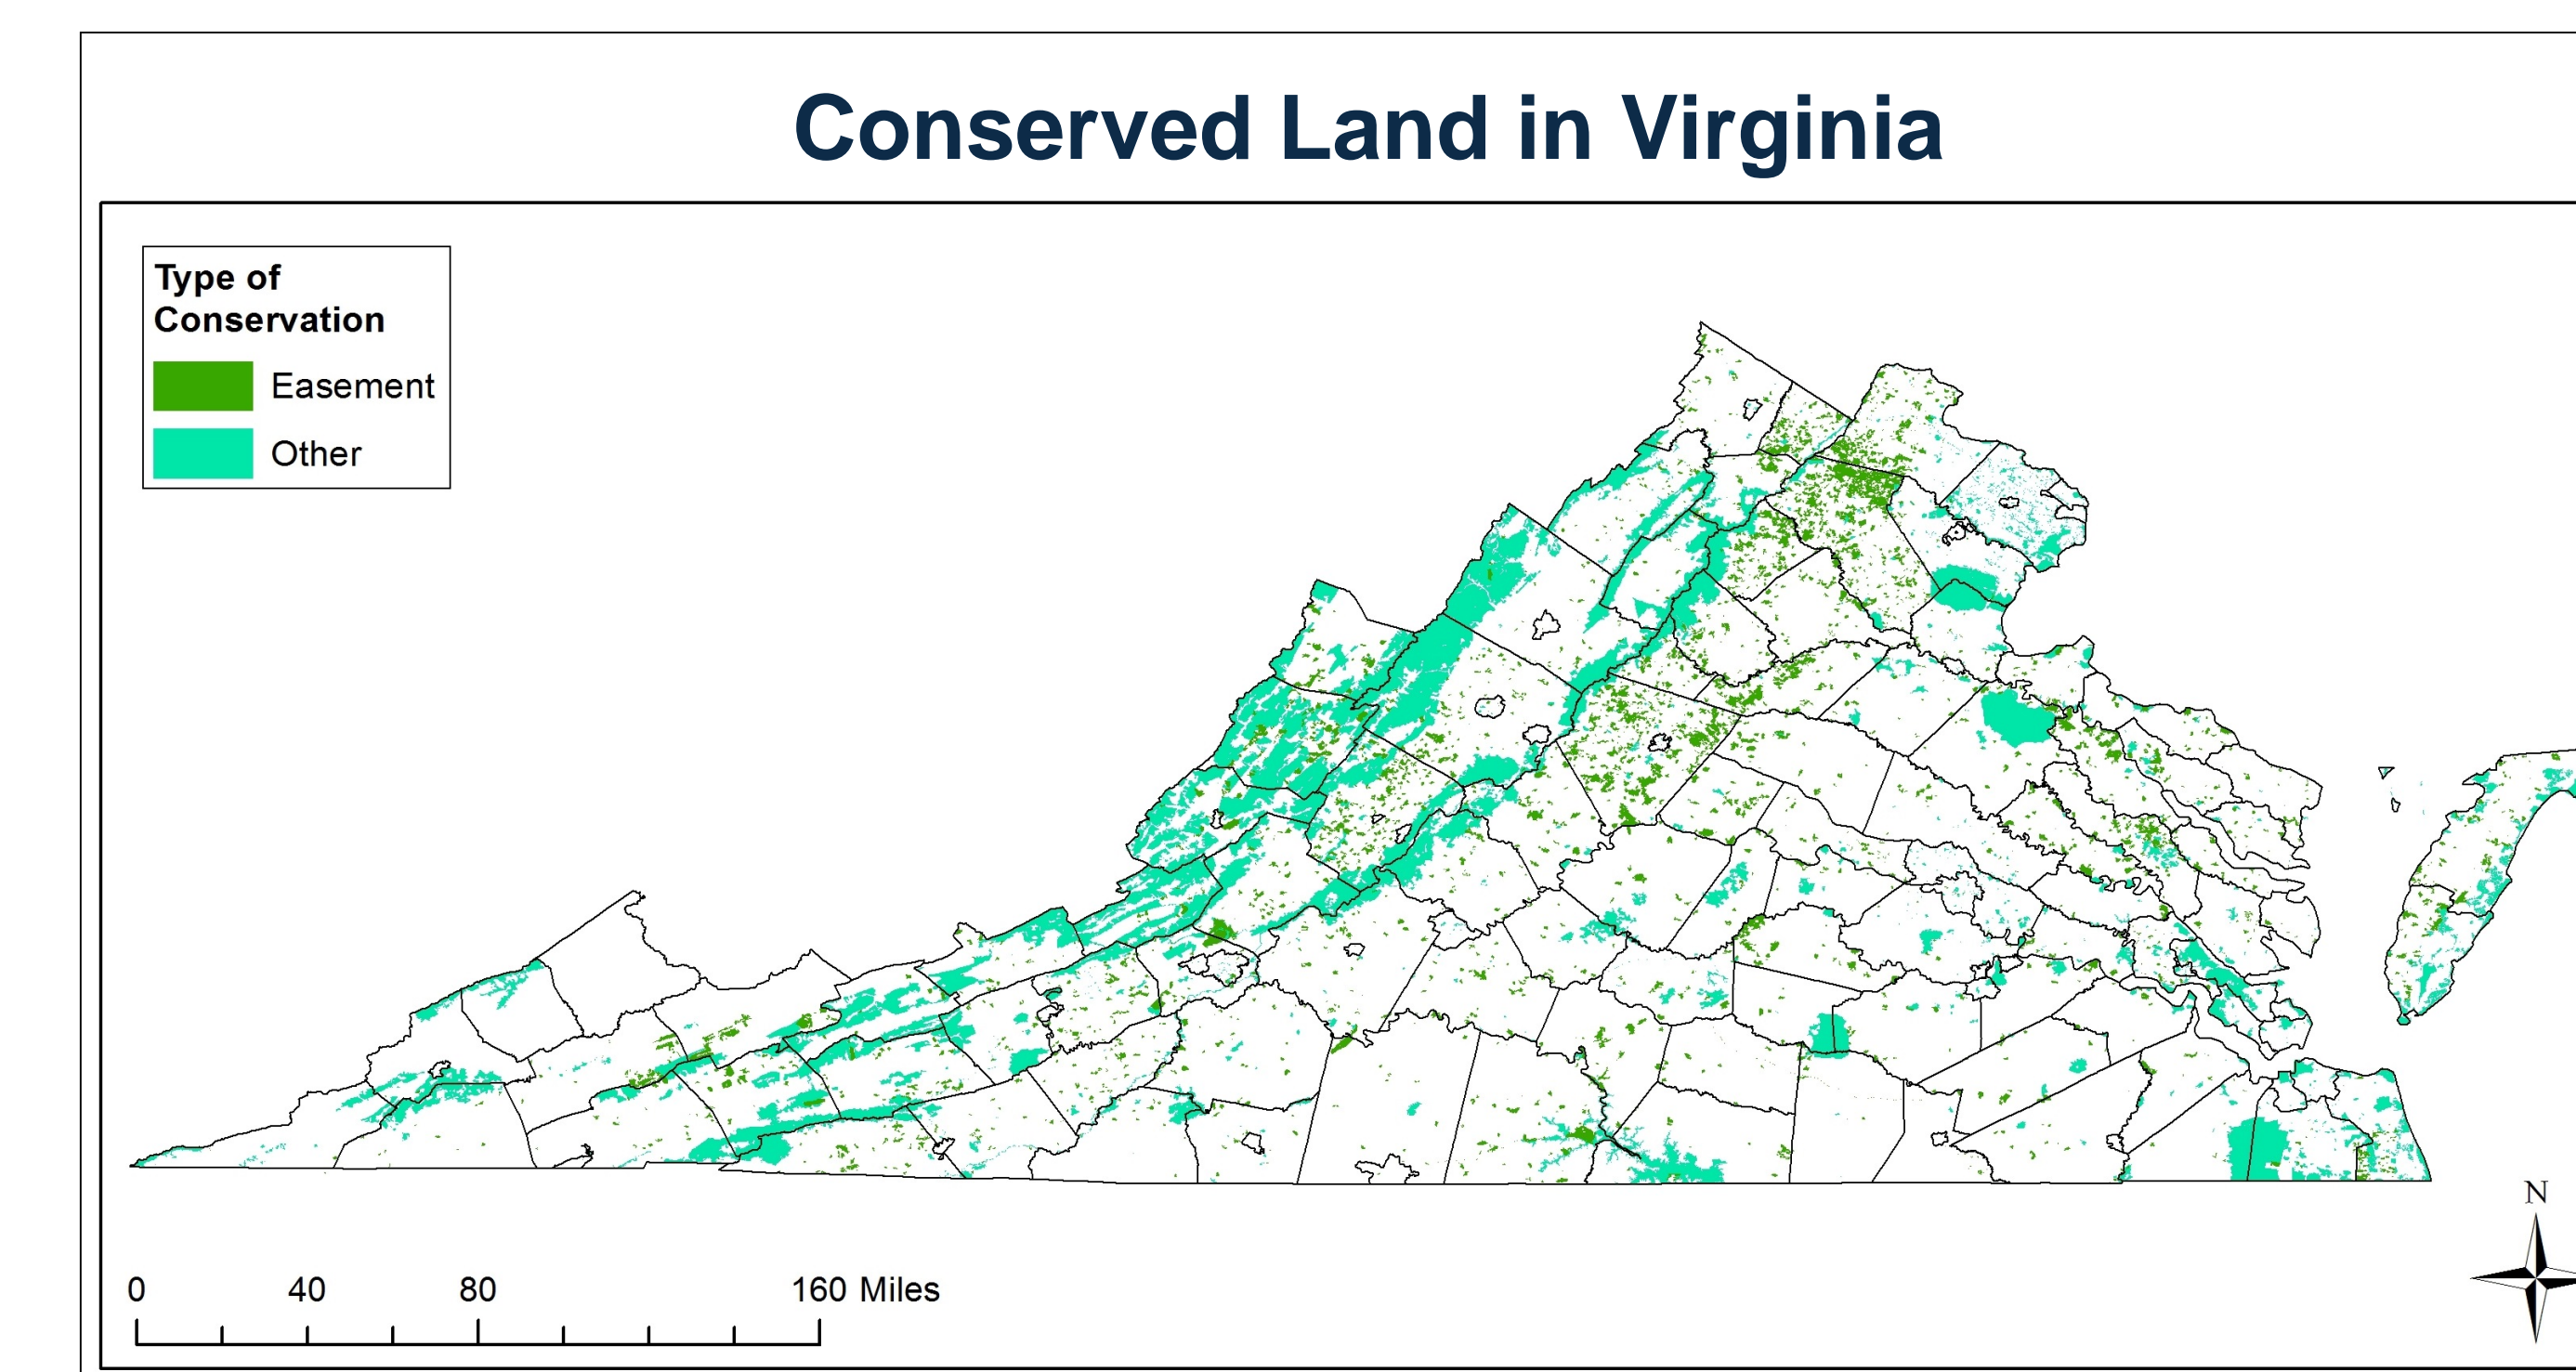 Conserved Land in Virginia
Type of
Conservation
Easement
Other
N
0 40 80 160 Miles